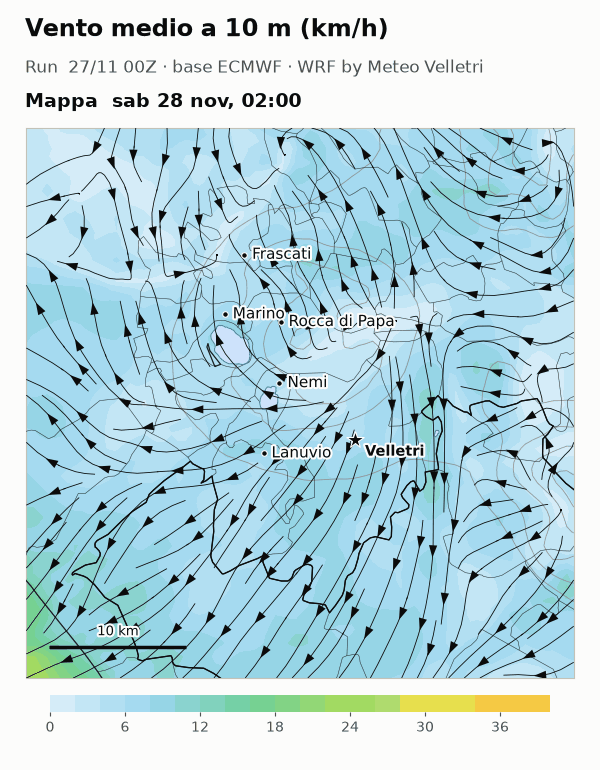 Vento medio a 10 m (km/h)
Run  27/11 00Z · base ECMWF · WRF by Meteo Velletri
Mappa  sab 28 nov, 02:00
Frascati
Marino
Rocca di Papa
Nemi
Velletri
Lanuvio
10 km
0 6 12 18 24 30 36